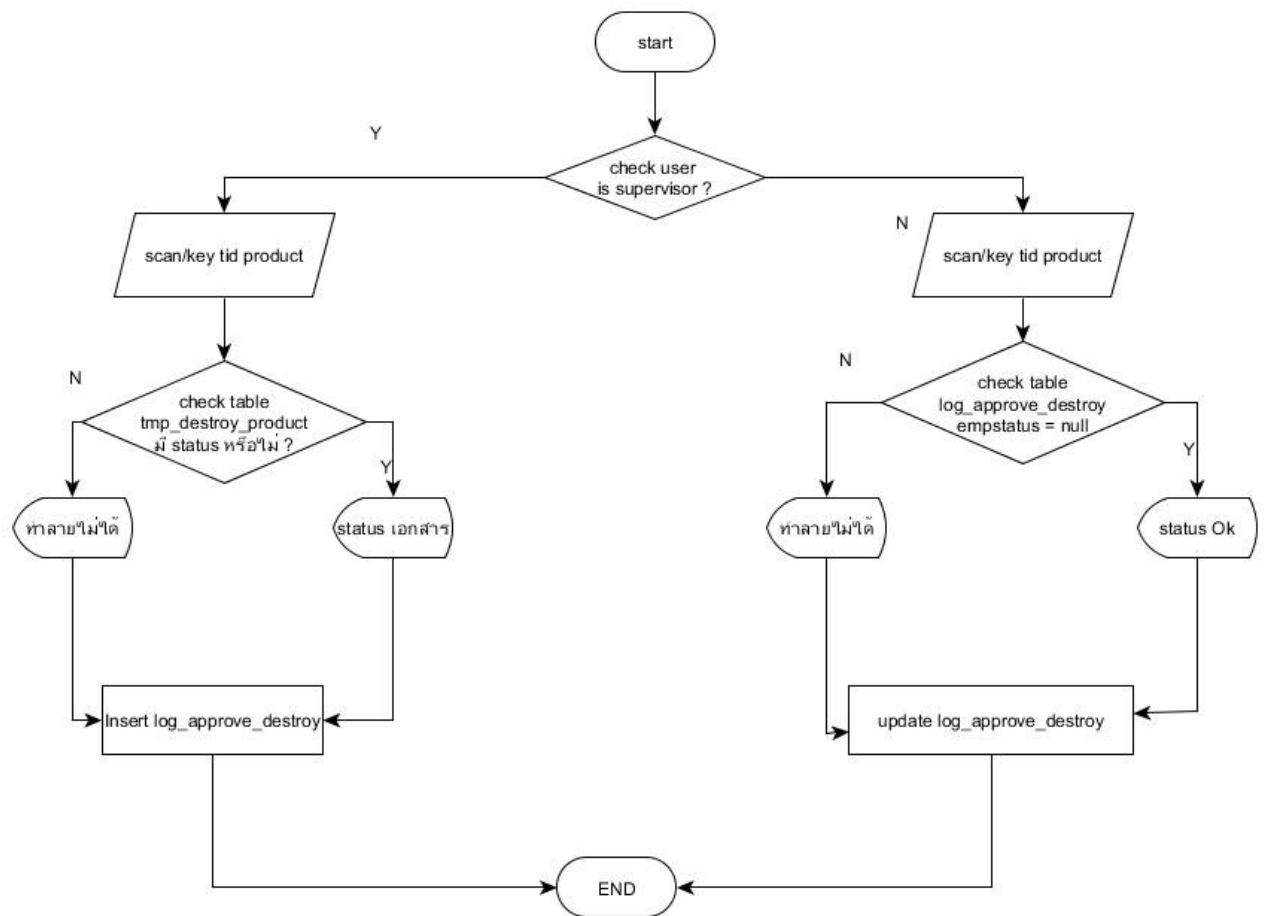 start
Y
check user
is supervisor ?
scan/key tid product
N
scan/key tid product
N
check table
tmp_destroy_product
มี status หรือไม่ ?
Y
N
check table
log_approve_destroy
empstatus = null
Y
ทำลายไม่ได้
status เอกสาร
ทำลายไม่ได้
status Ok
Insert log_approve_destroy
update log_approve_destroy
END